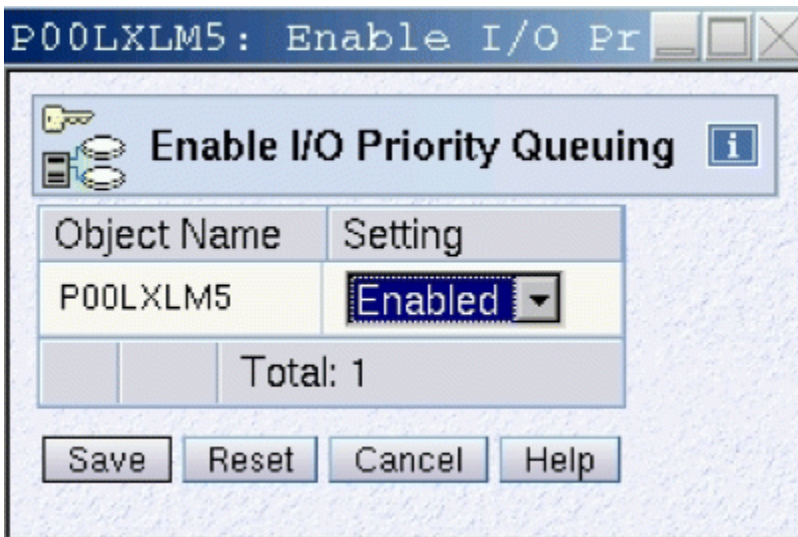 P00LXLM5: Enable I/O Pr
Enable I/O Priority Queuing i
Object Name Setting
P00LXLM5 Enabled
Total: 1
Save Reset Cancel Help